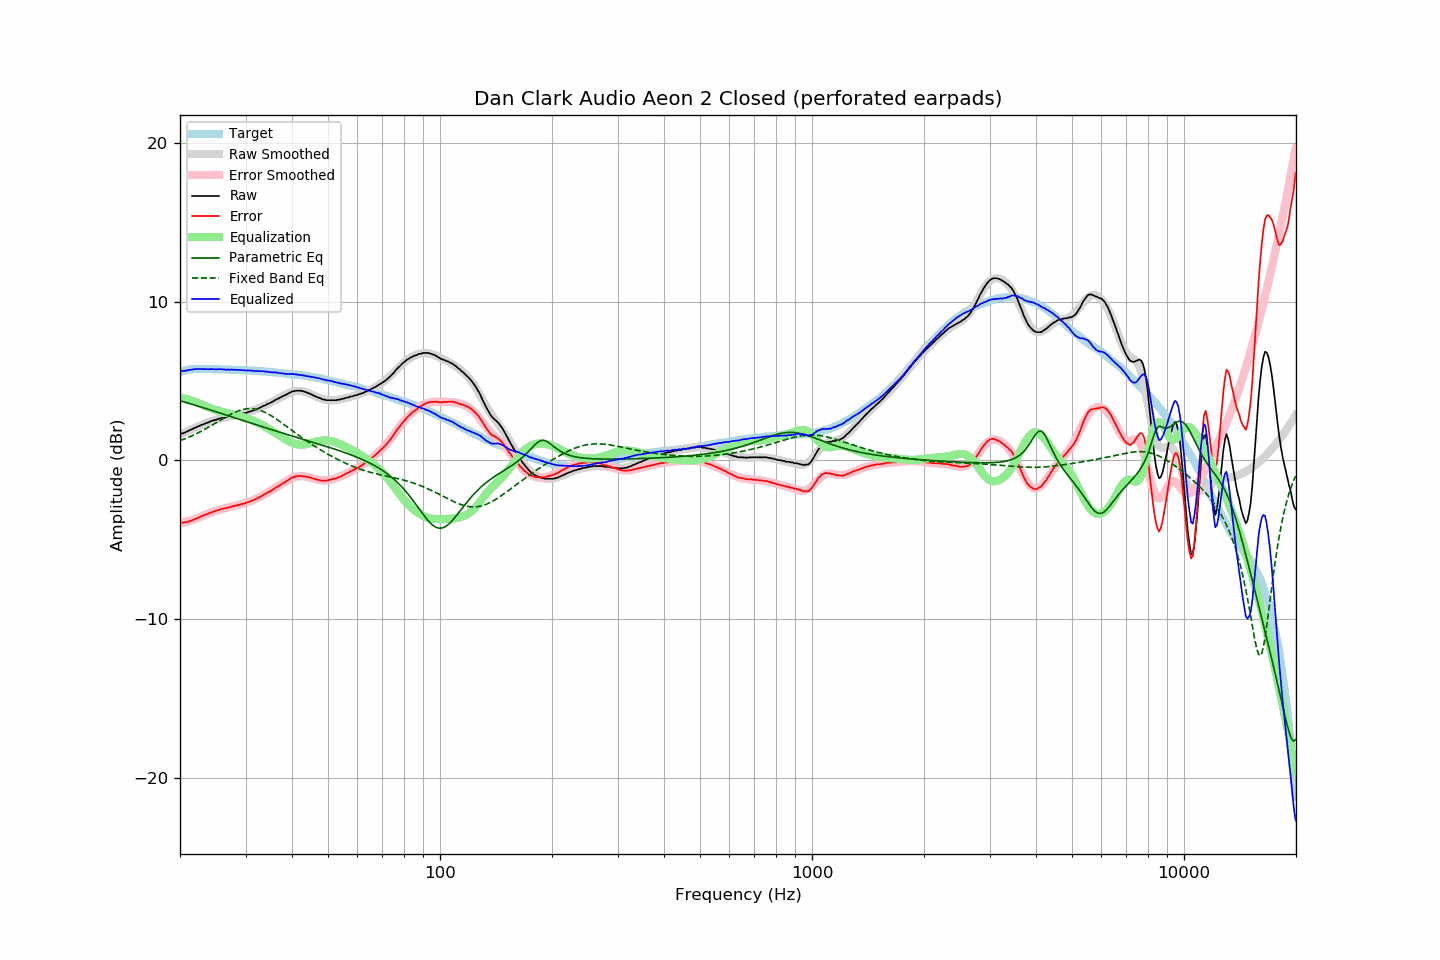 Dan Clark Audio Aeon 2 Closed (perforated earpads)
20
10
0
−10
−20
Amplitude (dBr)
Target
Raw Smoothed
Error Smoothed
Raw
Error
Equalization
Parametric Eq
Fixed Band Eq
Equalized
100
1000
10000
Frequency (Hz)